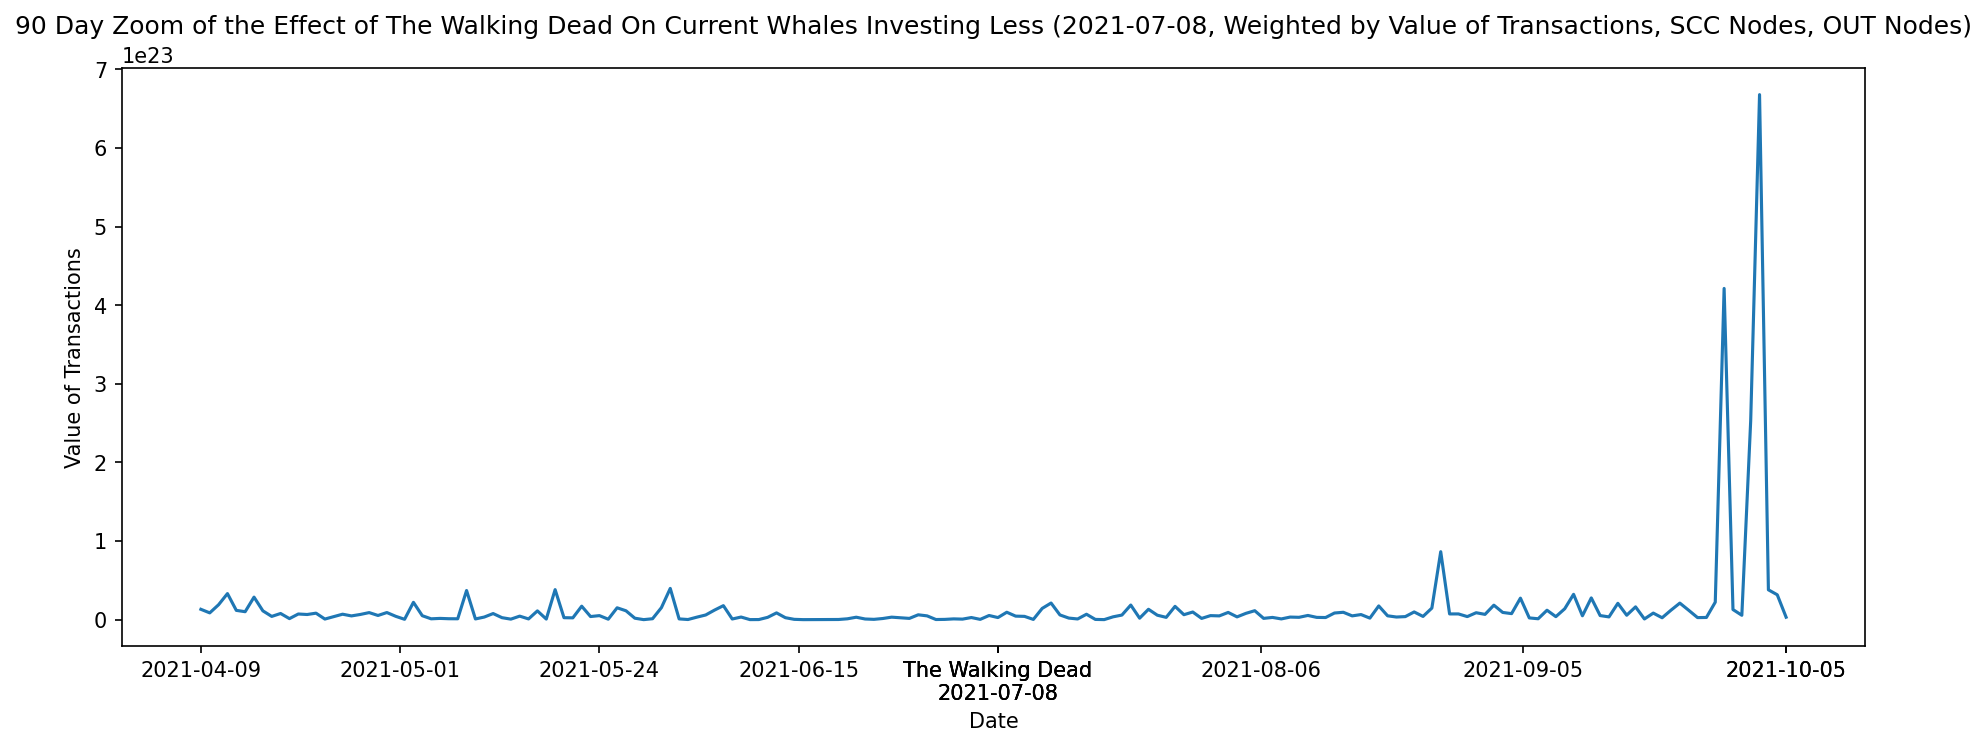 90 Day Zoom of the Effect of The Walking Dead On Current Whales Investing Less (2021-07-08, Weighted by Value of Transactions, SCC Nodes, OUT Nodes)
1e23
7
6
5
4
3
2
1
0
Value of Transactions
2021-04-09 2021-05-01 2021-05-24 2021-06-15 The Walking Dead 2021-08-06 2021-09-05 2021-10-05
2021-07-08
Date